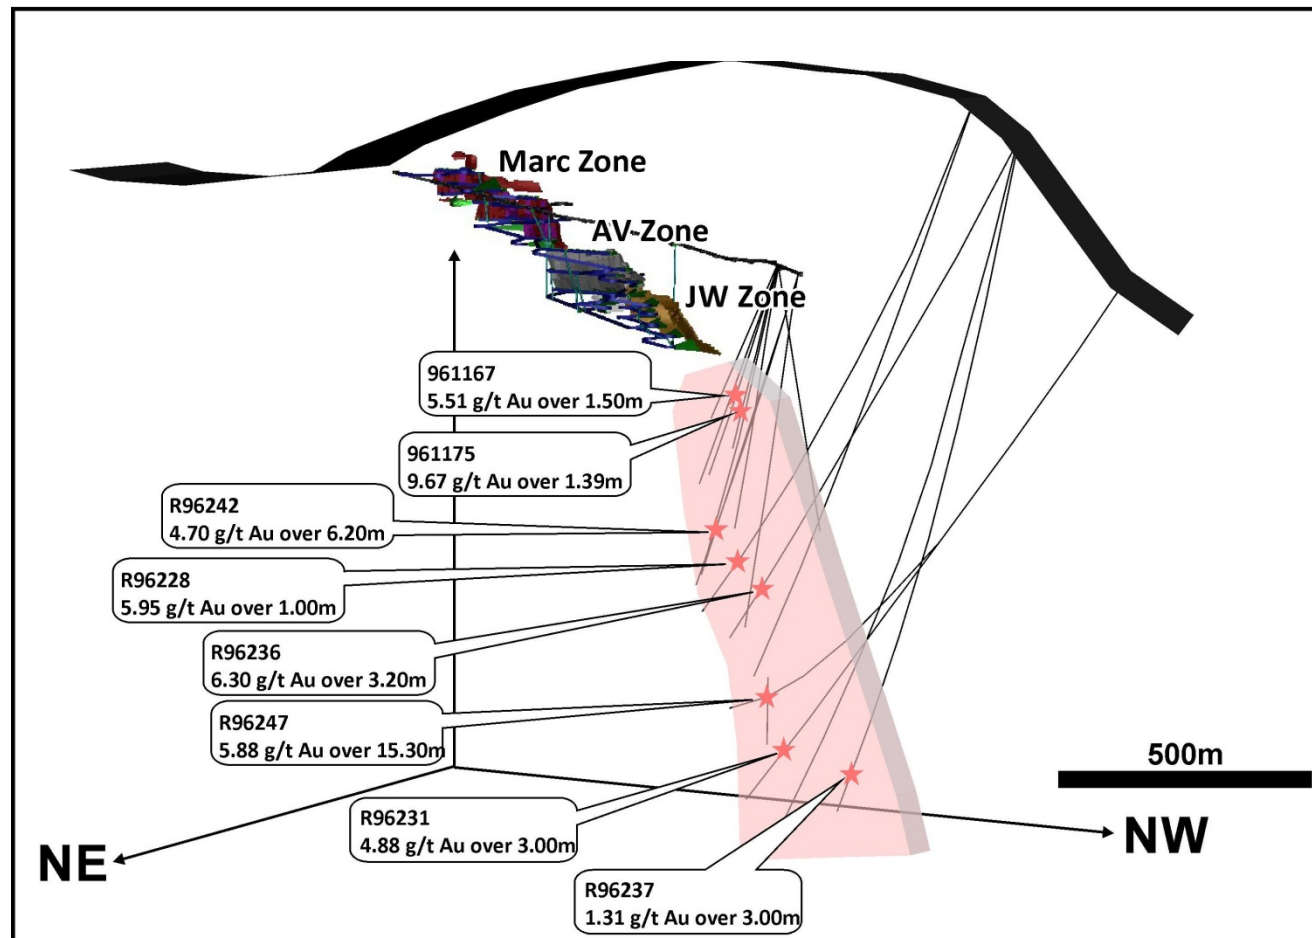 Marc Zone
AV Zone
JW Zone
961167
5.51 g/t Au over 1.50m
961175
9.67 g/t Au over 1.39m
R96242
4.70 g/t Au over 6.20m
R96228
5.95 g/t Au over 1.00m
R96236
6.30 g/t Au over 3.20m
R96247
5.88 g/t Au over 15.30m
500m
R96231
4.88 g/t Au over 3.00m
NE
NW
R96237
1.31 g/t Au over 3.00m